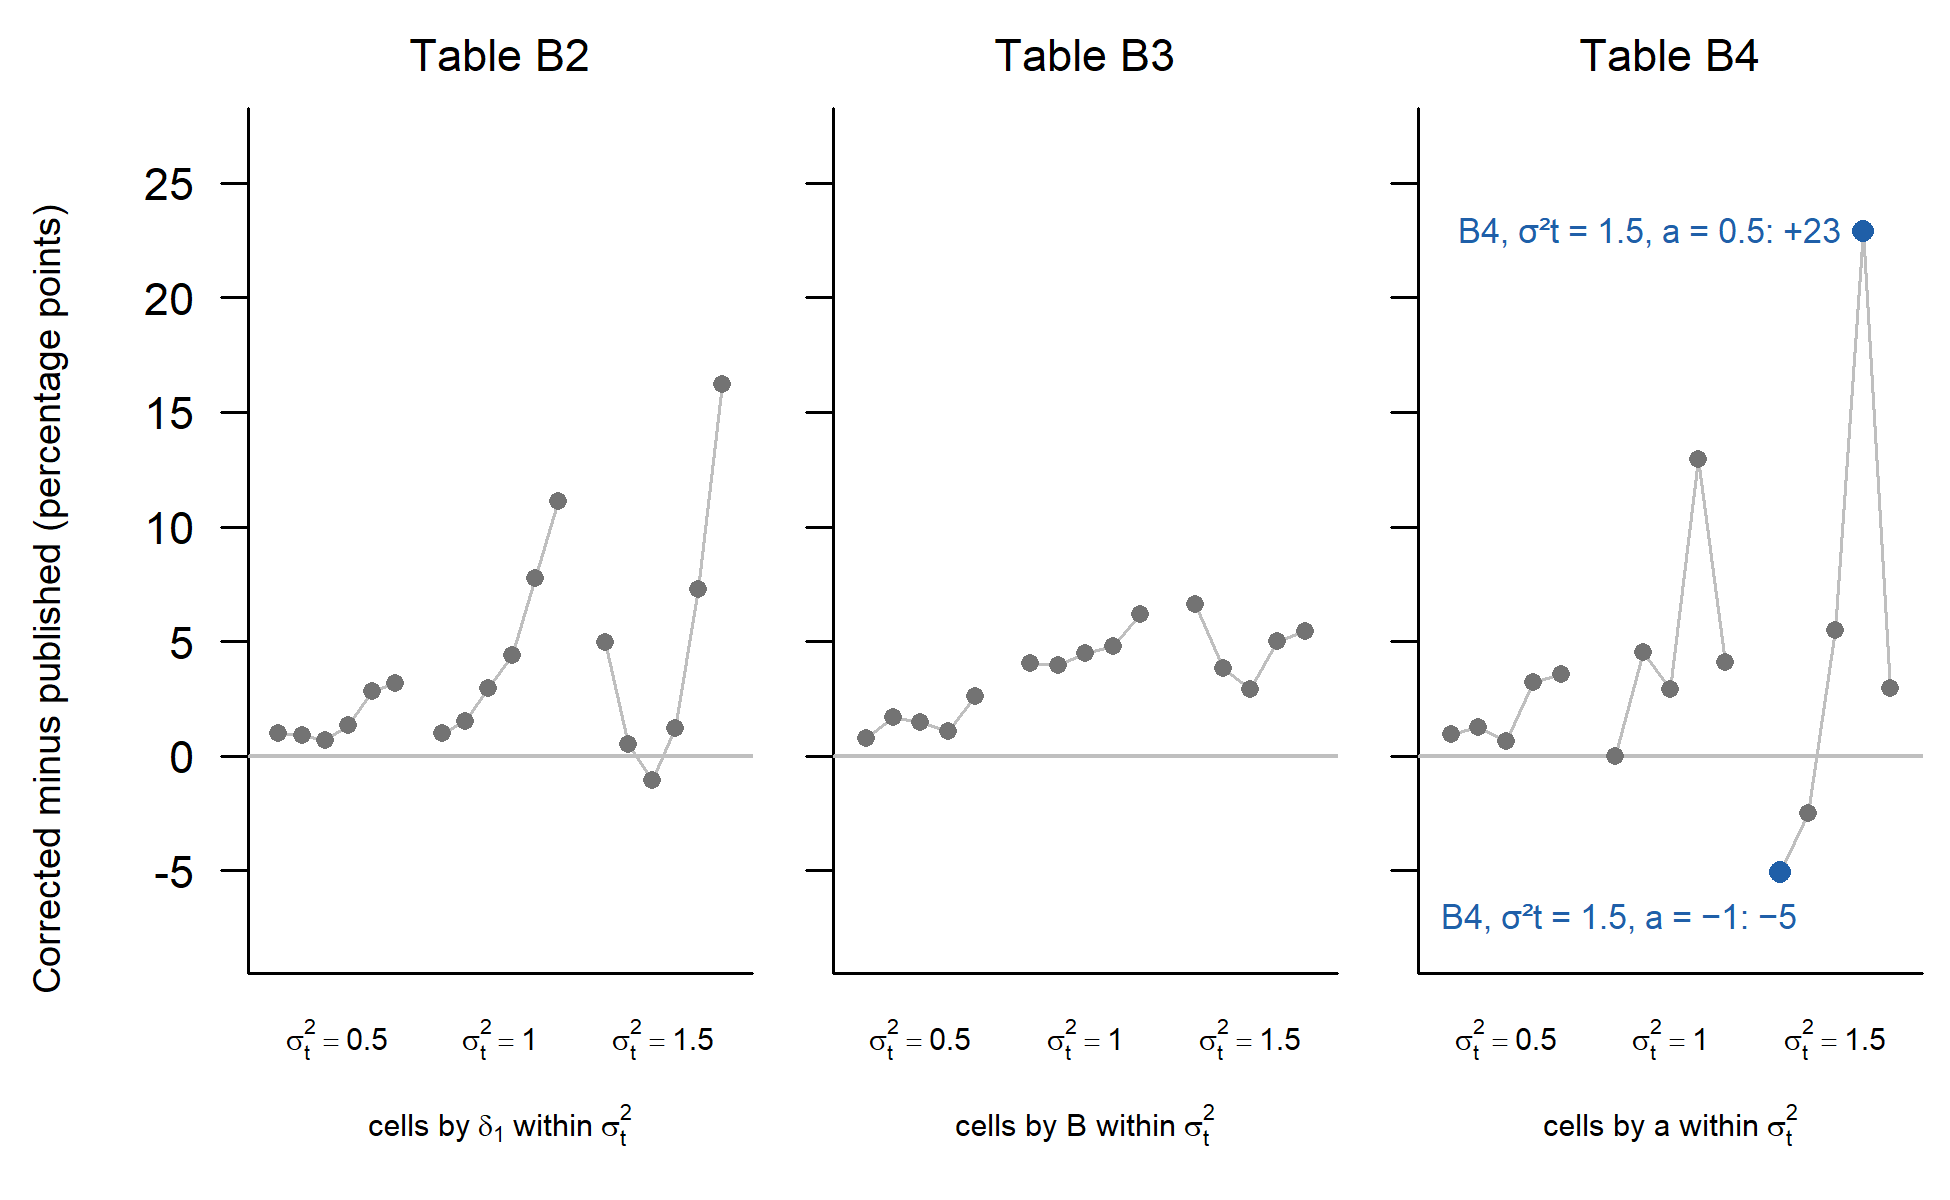 Table B2
Table B3
Table B4
Corrected minus published (percentage points)
25
20
15
10
5
0
-5
B4, σ²t = 1.5, a = 0.5: +23
B4, σ²t = 1.5, a = −1: −5
σ²ₜ = 0.5
σ²ₜ = 1
σ²ₜ = 1.5
σ²ₜ = 0.5
σ²ₜ = 1
σ²ₜ = 1.5
σ²ₜ = 0.5
σ²ₜ = 1
σ²ₜ = 1.5
cells by δ₁ within σ²ₜ
cells by B within σ²ₜ
cells by a within σ²ₜ